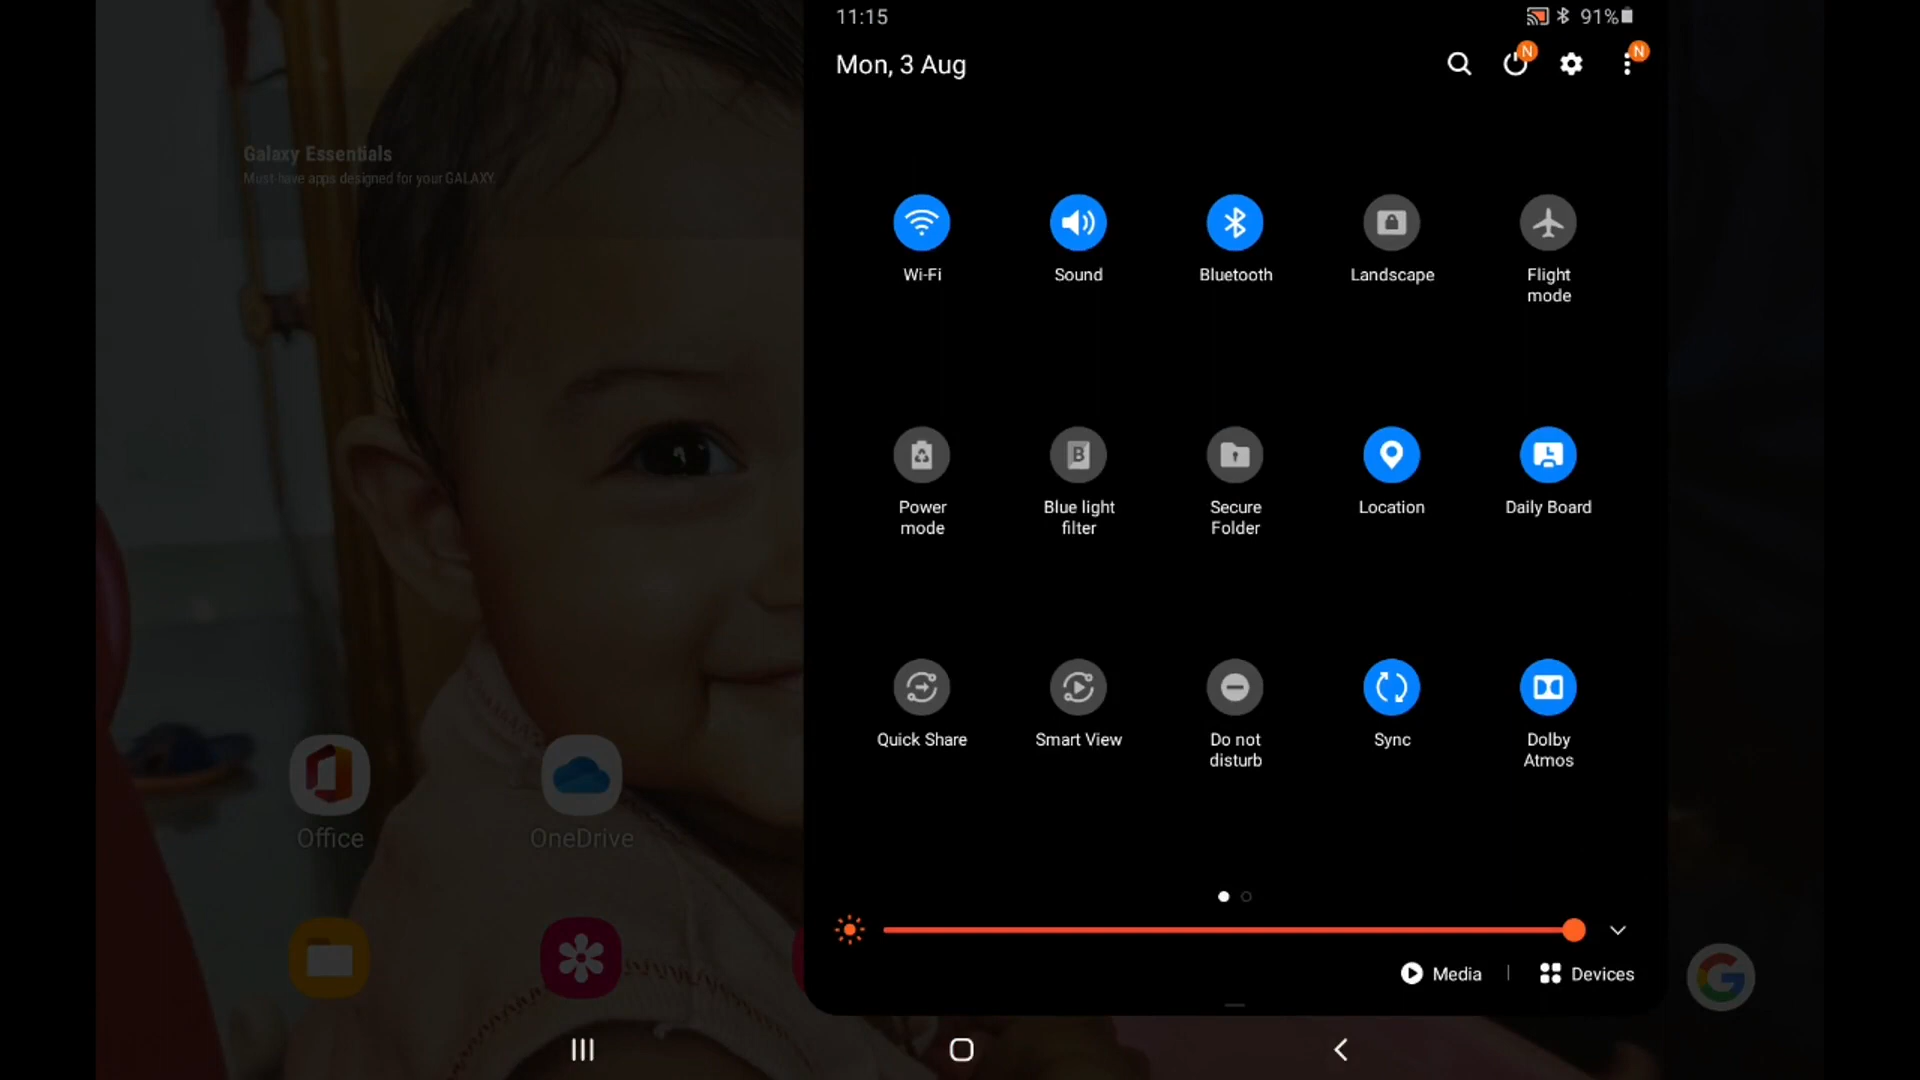 11:15
91%
Mon, 3 Aug
N
N
Galaxy Essentials
Must-have apps designed for your GALAXY.
Wi-Fi
Sound
Bluetooth
Landscape
Flight
mode
Power
mode
B
Blue light
filter
Secure
Folder
Location
Daily Board
Quick Share
Smart View
Do not
disturb
Sync
Dolby
Atmos
Office
OneDrive
Media
Devices
G